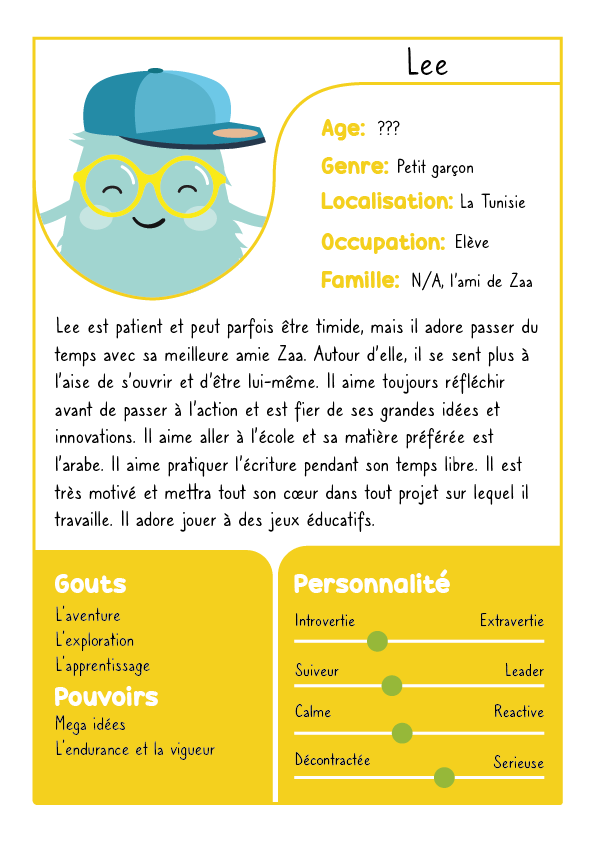 Lee
Age: ???
Genre: Petit garçon
Localisation: La Tunisie
Occupation: Elève
Famille: N/A, l'ami de Zaa
Lee est patient et peut parfois être timide, mais il adore passer du
temps avec sa meilleure amie Zaa. Autour d'elle, il se sent plus à
l'aise de s'ouvrir et d'être lui-même. Il aime toujours réfléchir
avant de passer à l'action et est fier de ses grandes idées et
innovations. Il aime aller à l'école et sa matière préférée est
l'arabe. Il aime pratiquer l'écriture pendant son temps libre. Il est
très motivé et mettra tout son cœur dans tout projet sur lequel il
travaille. Il adore jouer à des jeux éducatifs.
Gouts
L'aventure
L'exploration
L'apprentissage
Pouvoirs
Mega idées
L'endurance et la vigueur
Personnalité
Introvertie Extravertie
Suiveur Leader
Calme Reactive
Décontractée Serieuse